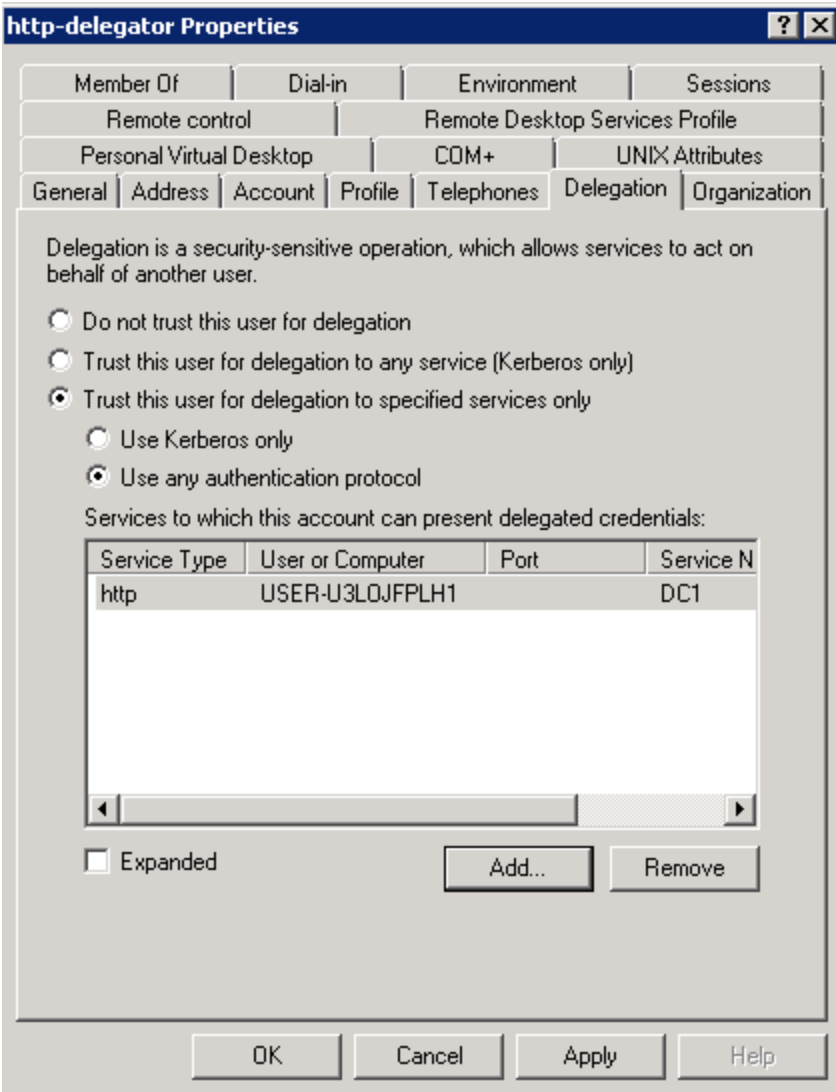 http-delegator Properties
Member Of Dial-in Environment Sessions
Remote control Remote Desktop Services Profile
Personal Virtual Desktop COM+ UNIX Attributes
General Address Account Profile Telephones Delegation Organization
Delegation is a security-sensitive operation, which allows services to act on
behalf of another user.
Do not trust this user for delegation
Trust this user for delegation to any service (Kerberos only)
Trust this user for delegation to specified services only
Use Kerberos only
Use any authentication protocol
Services to which this account can present delegated credentials:
Service Type User or Computer Port Service N
http USER-U3LOJFPLH1 DC1
Expanded Add... Remove
OK Cancel Apply Help